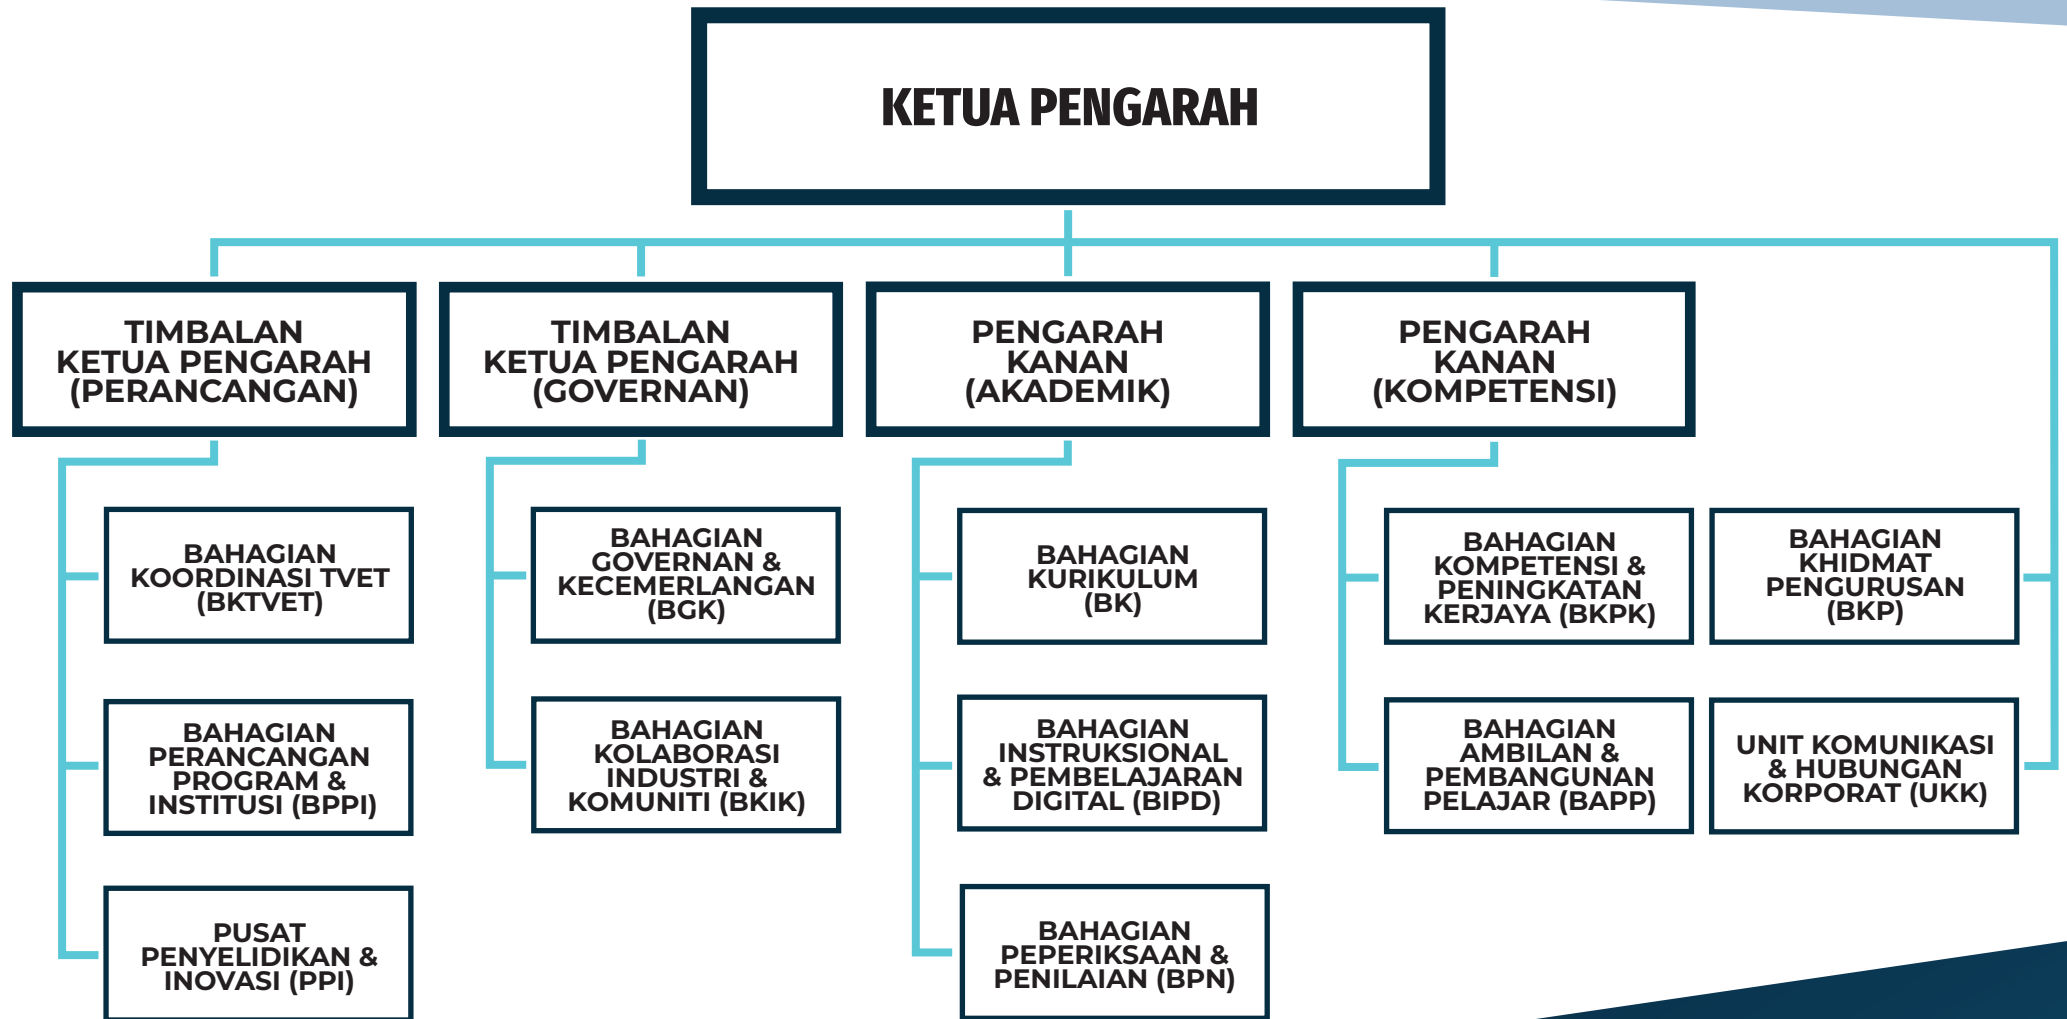 KETUA PENGARAH
TIMBALAN
KETUA PENGARAH
(PERANCANGAN)
TIMBALAN
KETUA PENGARAH
(GOVERNAN)
PENGARAH
KANAN
(AKADEMIK)
PENGARAH
KANAN
(KOMPETENSI)
BAHAGIAN
KOORDINASI TVET
(BKTVET)
BAHAGIAN
GOVERNAN &
KECEMERLANGAN
(BGK)
BAHAGIAN
KURIKULUM
(BK)
BAHAGIAN
KOMPETENSI &
PENINGKATAN
KERJAYA (BKPK)
BAHAGIAN
KHIDMAT
PENGURUSAN
(BKP)
BAHAGIAN
PERANCANGAN
PROGRAM &
INSTITUSI (BPPI)
BAHAGIAN
KOLABORASI
INDUSTRI &
KOMUNITI (BKIK)
BAHAGIAN
INSTRUKSIONAL
& PEMBELAJARAN
DIGITAL (BIPD)
BAHAGIAN
AMBILAN &
PEMBANGUNAN
PELAJAR (BAPP)
UNIT KOMUNIKASI
& HUBUNGAN
KORPORAT (UKK)
PUSAT
PENYELIDIKAN &
INOVASI (PPI)
BAHAGIAN
PEPERIKSAAN &
PENILAIAN (BPN)